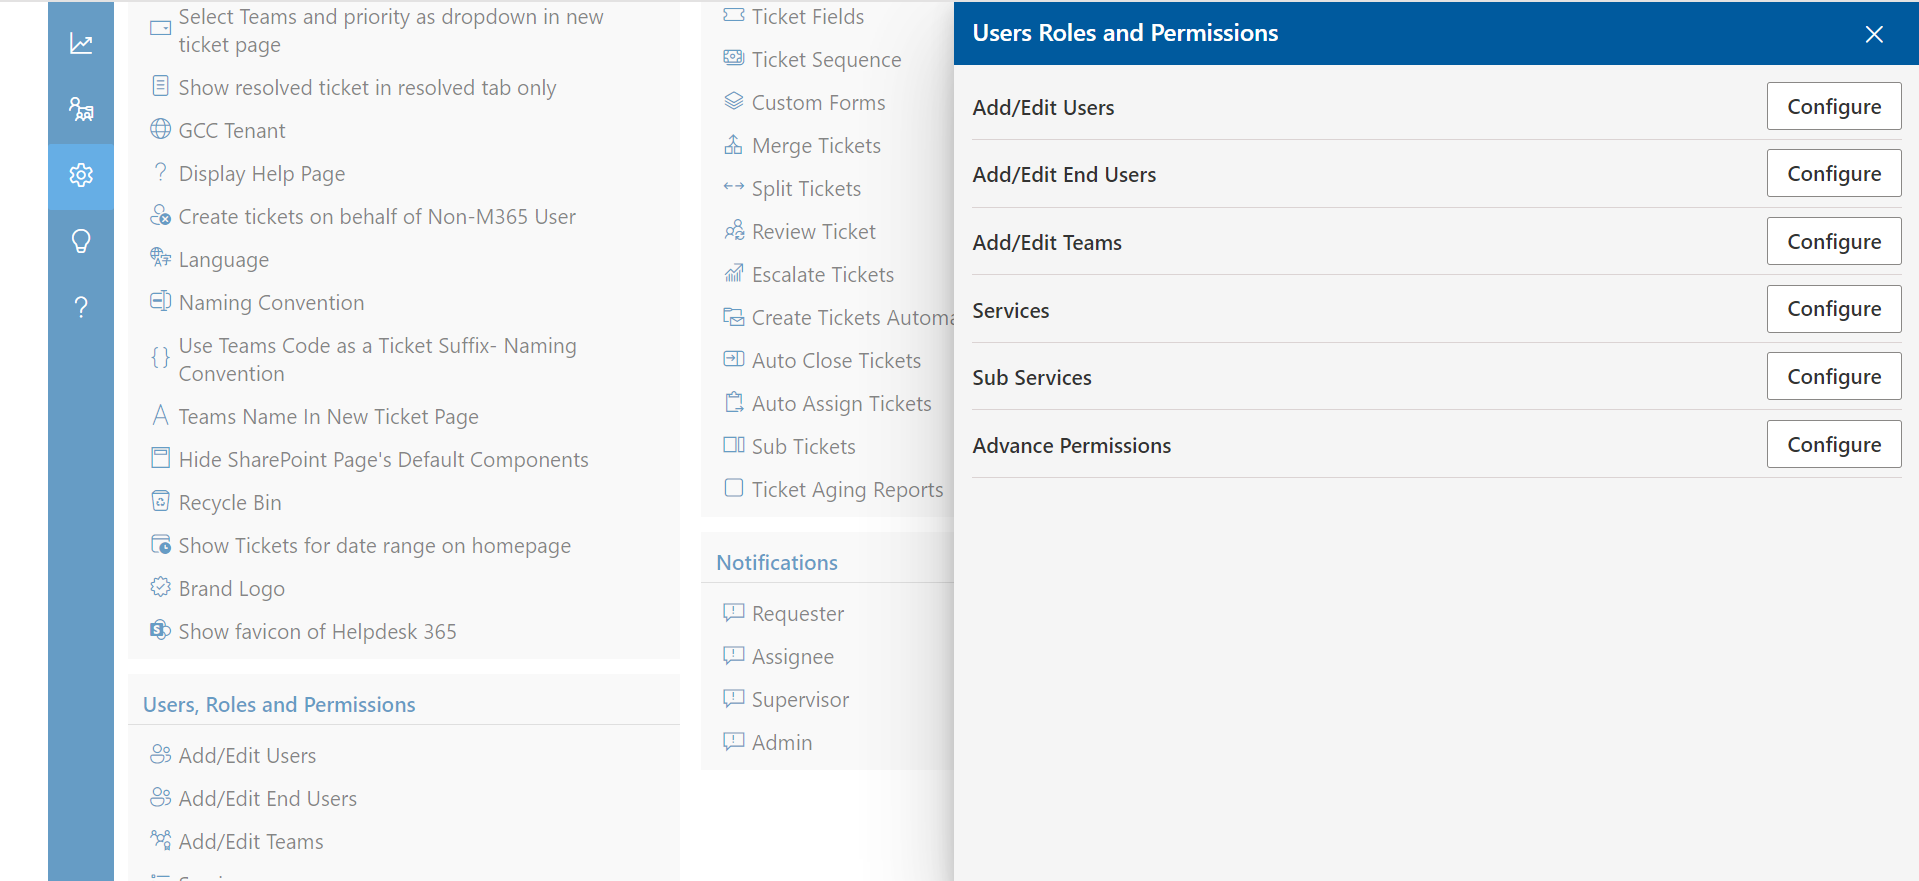 Select Teams and priority as dropdown in new
ticket page
Show resolved ticket in resolved tab only
GCC Tenant
Display Help Page
Create tickets on behalf of Non-M365 User
Language
Naming Convention
Use Teams Code as a Ticket Suffix- Naming
Convention
Teams Name In New Ticket Page
Hide SharePoint Page's Default Components
Recycle Bin
Show Tickets for date range on homepage
Brand Logo
Show favicon of Helpdesk 365
Users, Roles and Permissions
Add/Edit Users
Add/Edit End Users
Add/Edit Teams
Ticket Fields
Ticket Sequence
Custom Forms
Merge Tickets
Split Tickets
Review Ticket
Escalate Tickets
Create Tickets
Auto Close Tickets
Auto Assign Tickets
Sub Tickets
Ticket Aging Reports
Notifications
Requester
Assignee
Supervisor
Admin
Users Roles and Permissions
Add/Edit Users Configure
Add/Edit End Users Configure
Add/Edit Teams Configure
Services Configure
Sub Services Configure
Advance Permissions Configure